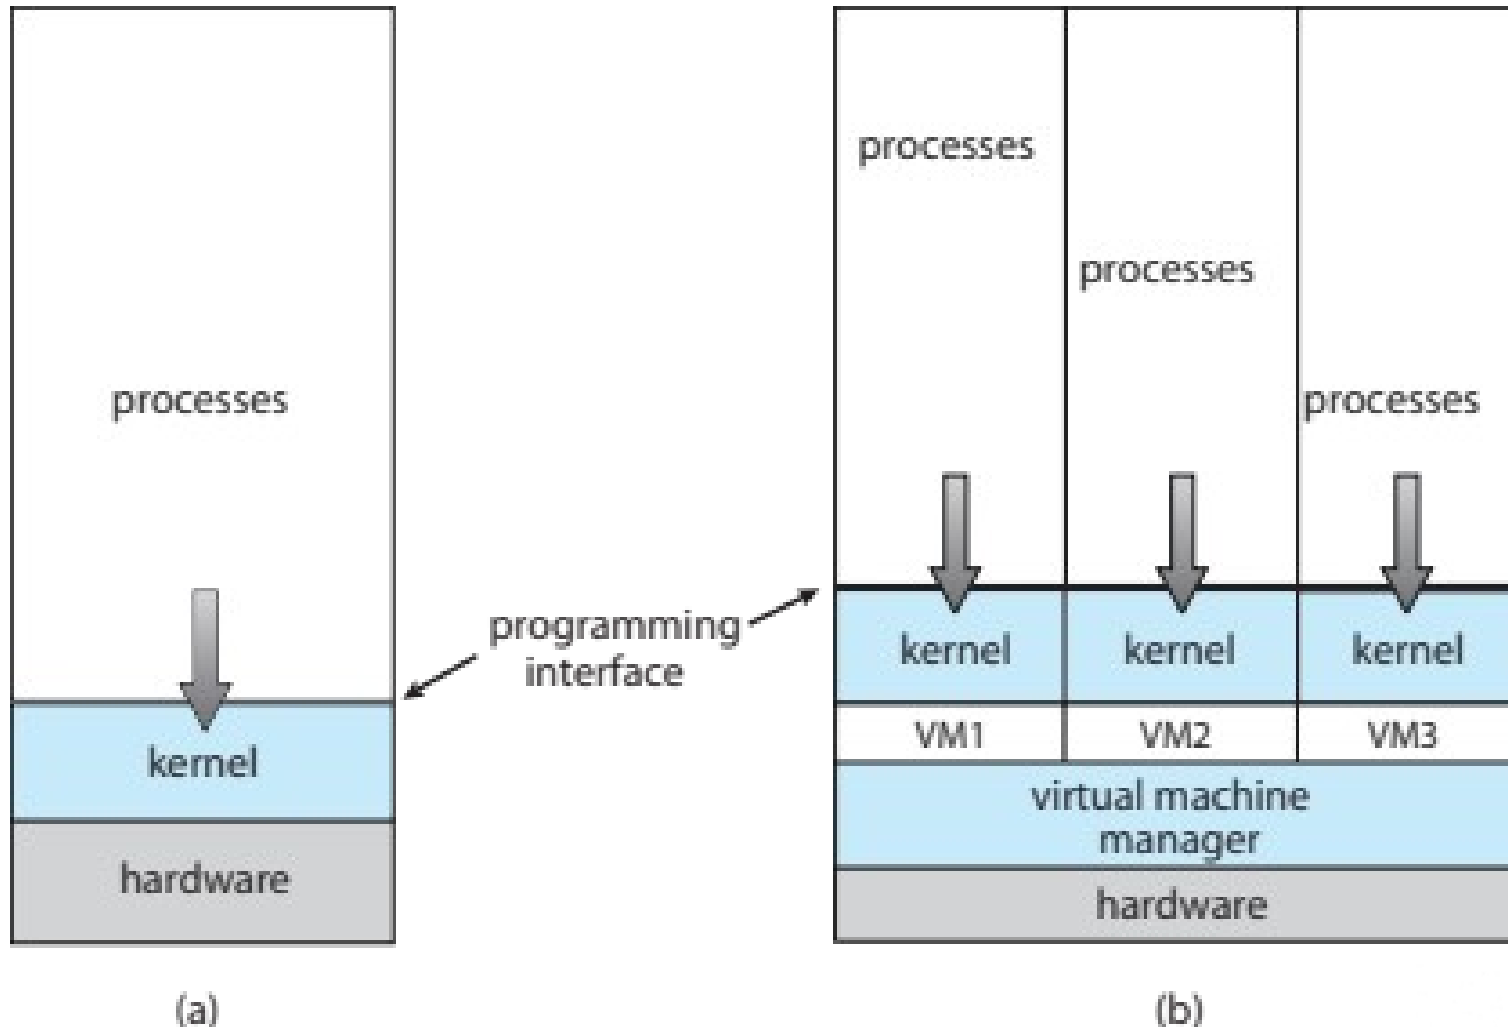 processes
kernel
hardware
(a)
programming
interface
processes
processes
processes
kernel
kernel
kernel
VM1
VM2
VM3
virtual machine
manager
hardware
(b)